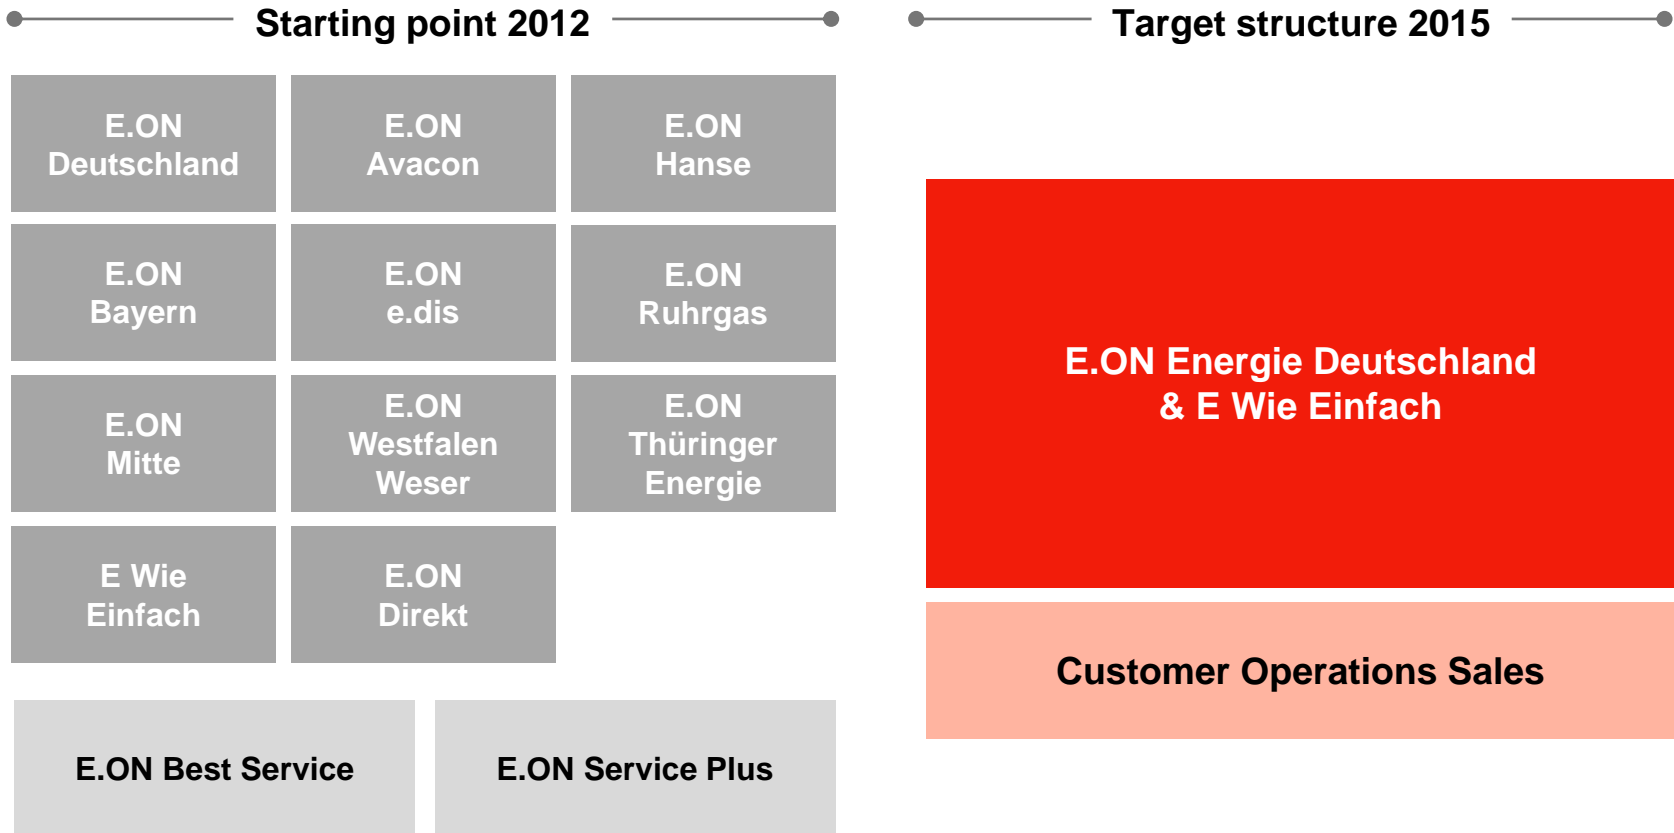 Starting point 2012
Target structure 2015
E.ON
Deutschland
E.ON
Avacon
E.ON
Hanse
E.ON
Bayern
E.ON
e.dis
E.ON
Ruhrgas
E.ON
Mitte
E.ON
Westfalen
Weser
E.ON
Thüringer
Energie
E Wie
Einfach
E.ON
Direkt
E.ON Best Service
E.ON Service Plus
E.ON Energie Deutschland
& E Wie Einfach
Customer Operations Sales